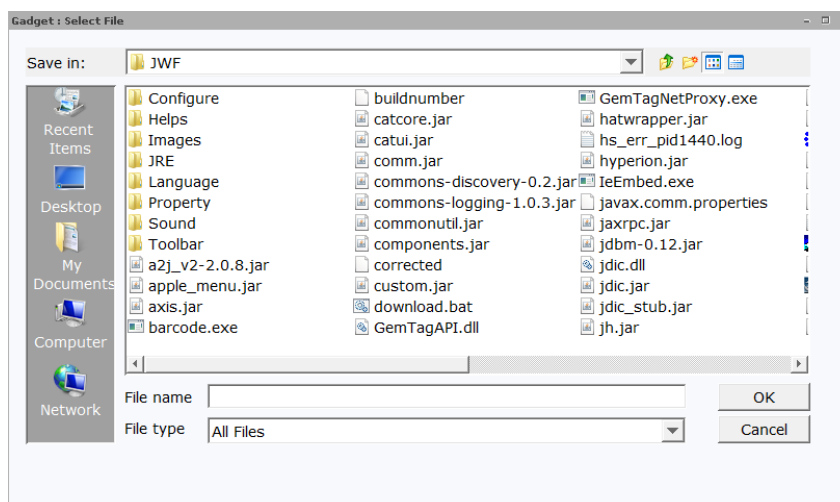 Gadget : Select File
Save in:
JWF
Recent
Items
Desktop
My
Documents
Computer
Network
Configure
Helps
Images
JRE
Language
Property
Sound
Toolbar
a2j_v2-2.0.8.jar
apple_menu.jar
axis.jar
barcode.exe
buildnumber
catcore.jar
catui.jar
comm.jar
commons-discovery-0.2.jar
commons-logging-1.0.3.jar
commonutil.jar
components.jar
corrected
custom.jar
download.bat
GemTagAPI.dll
GemTagNetProxy.exe
hatwrapper.jar
hs_err_pid1440.log
hyperion.jar
IeEmbed.exe
javax.comm.properties
jaxrpc.jar
jdbm-0.12.jar
jdic.dll
jdic.jar
jdic_stub.jar
jh.jar
File name
OK
File type
All Files
Cancel